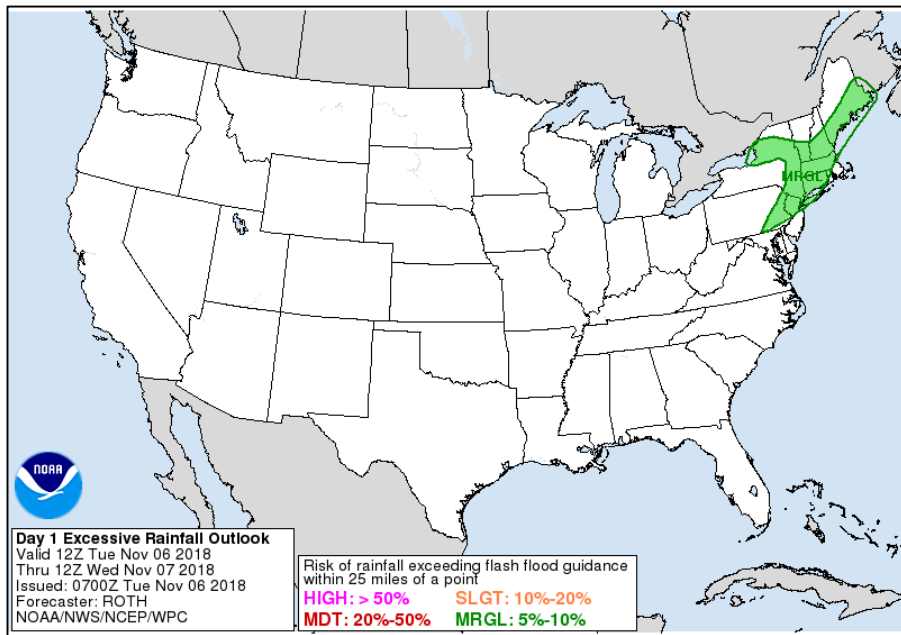 MRGL
NOAA
Day 1 Excessive Rainfall Outlook
Valid 12Z Tue Nov 06 2018
Thru 12Z Wed Nov 07 2018
Issued: 0700Z Tue Nov 06 2018
Forecaster: ROTH
NOAA/NWS/NCEP/WPC
Risk of rainfall exceeding flash flood guidance
within 25 miles of a point
HIGH: > 50% SLGT: 10%-20%
MDT: 20%-50% MRGL: 5%-10%